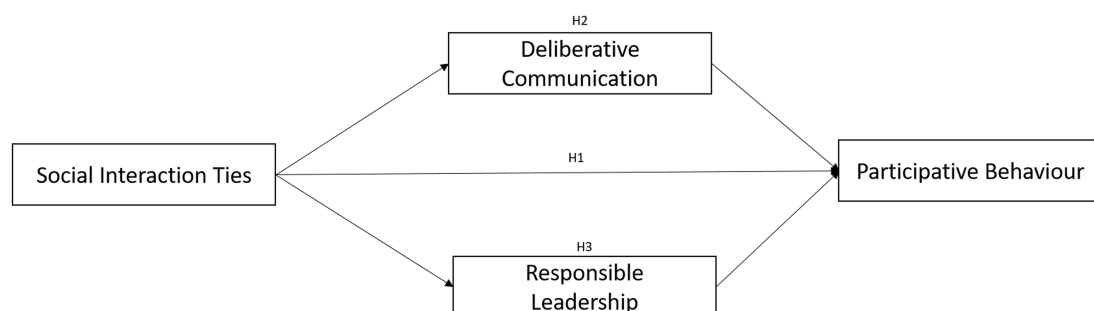 H2
Deliberative
Communication
Social Interaction Ties
H1
Participative Behaviour
H3
Responsible
Leadership